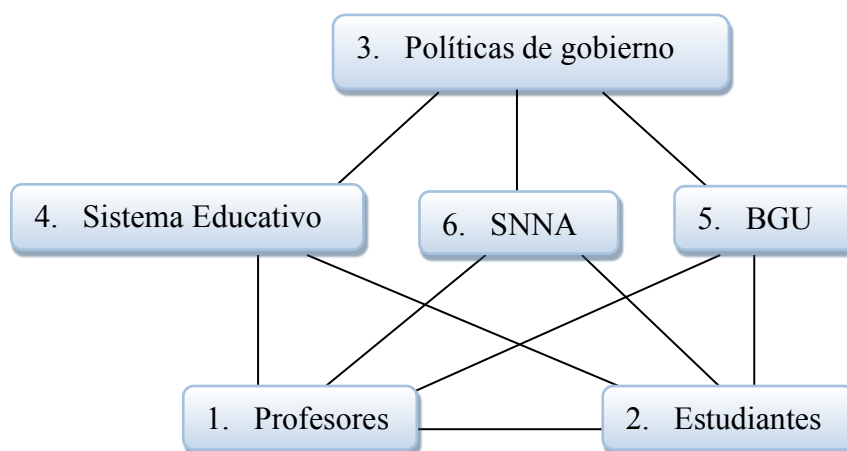 3. Políticas de gobierno
4. Sistema Educativo
6. SNNA
5. BGU
1. Profesores
2. Estudiantes